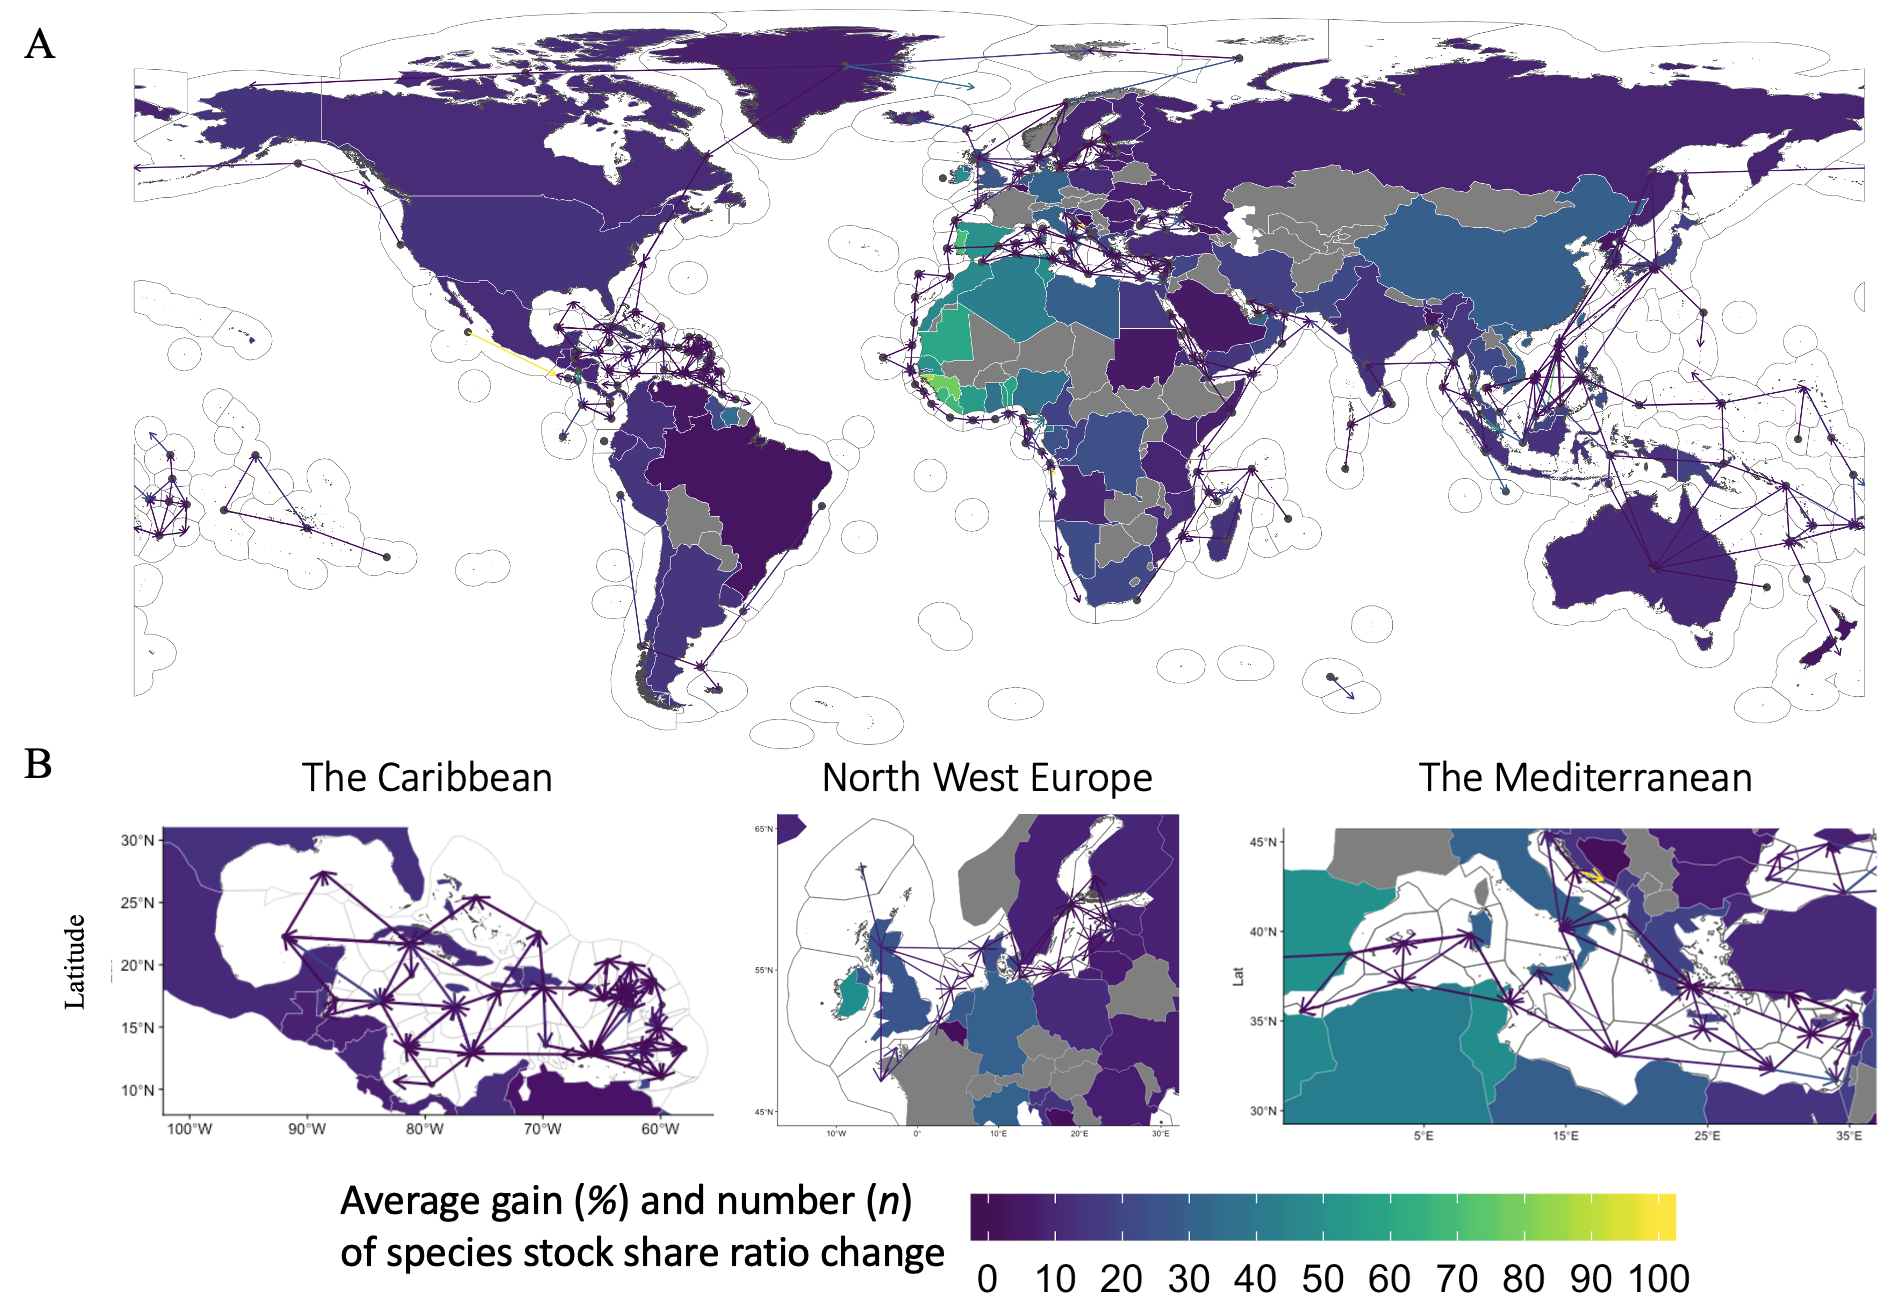 A
B
The Caribbean
North West Europe
The Mediterranean
Latitude
30°N
25°N
20°N
15°N
10°N
100°W
90°W
80°W
70°W
60°W
65°N
55°N
45°N
10°W
0°
10°E
20°E
30°E
Lat
45°N
40°N
35°N
30°N
5°E
15°E
25°E
35°E
Average gain (%) and number (n)
of species stock share ratio change
0 10 20 30 40 50 60 70 80 90 100